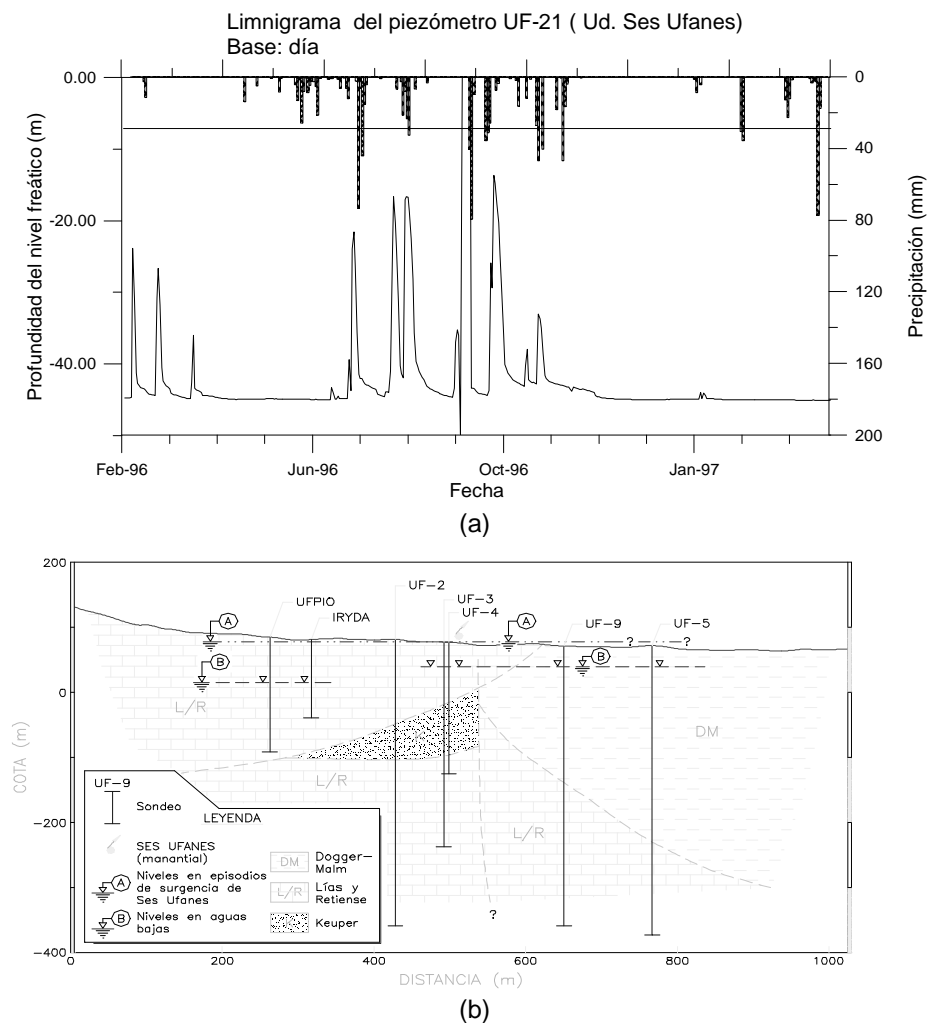 Limnigrama del piezómetro UF-21 ( Ud. Ses Ufanes)
Base: día
Profundidad del nivel freático (m)
0.00
-20.00
-40.00
0
40
80
120
160
200
Precipitación (mm)
Feb-96
Jun-96
Oct-96
Jan-97
Fecha
(a)
200
0
-200
-400
COTA (m)
UF-2
UF-3
UF-4
UFPIO
IRYDA
A
A
UF-9
?
UF-5
?
B
B
L/R
DM
L/R
L/R
?
UF-9
Sondeo
LEYENDA
SES UFANES
(manantial)
A
Niveles en episodios
de surgencia de
Ses Ufanes
B
Niveles en aguas
bajas
DM
Dogger-
Malm
L/R
Lías y
Retiense
Keuper
0
200
400
600
800
1000
DISTANCIA (m)
(b)